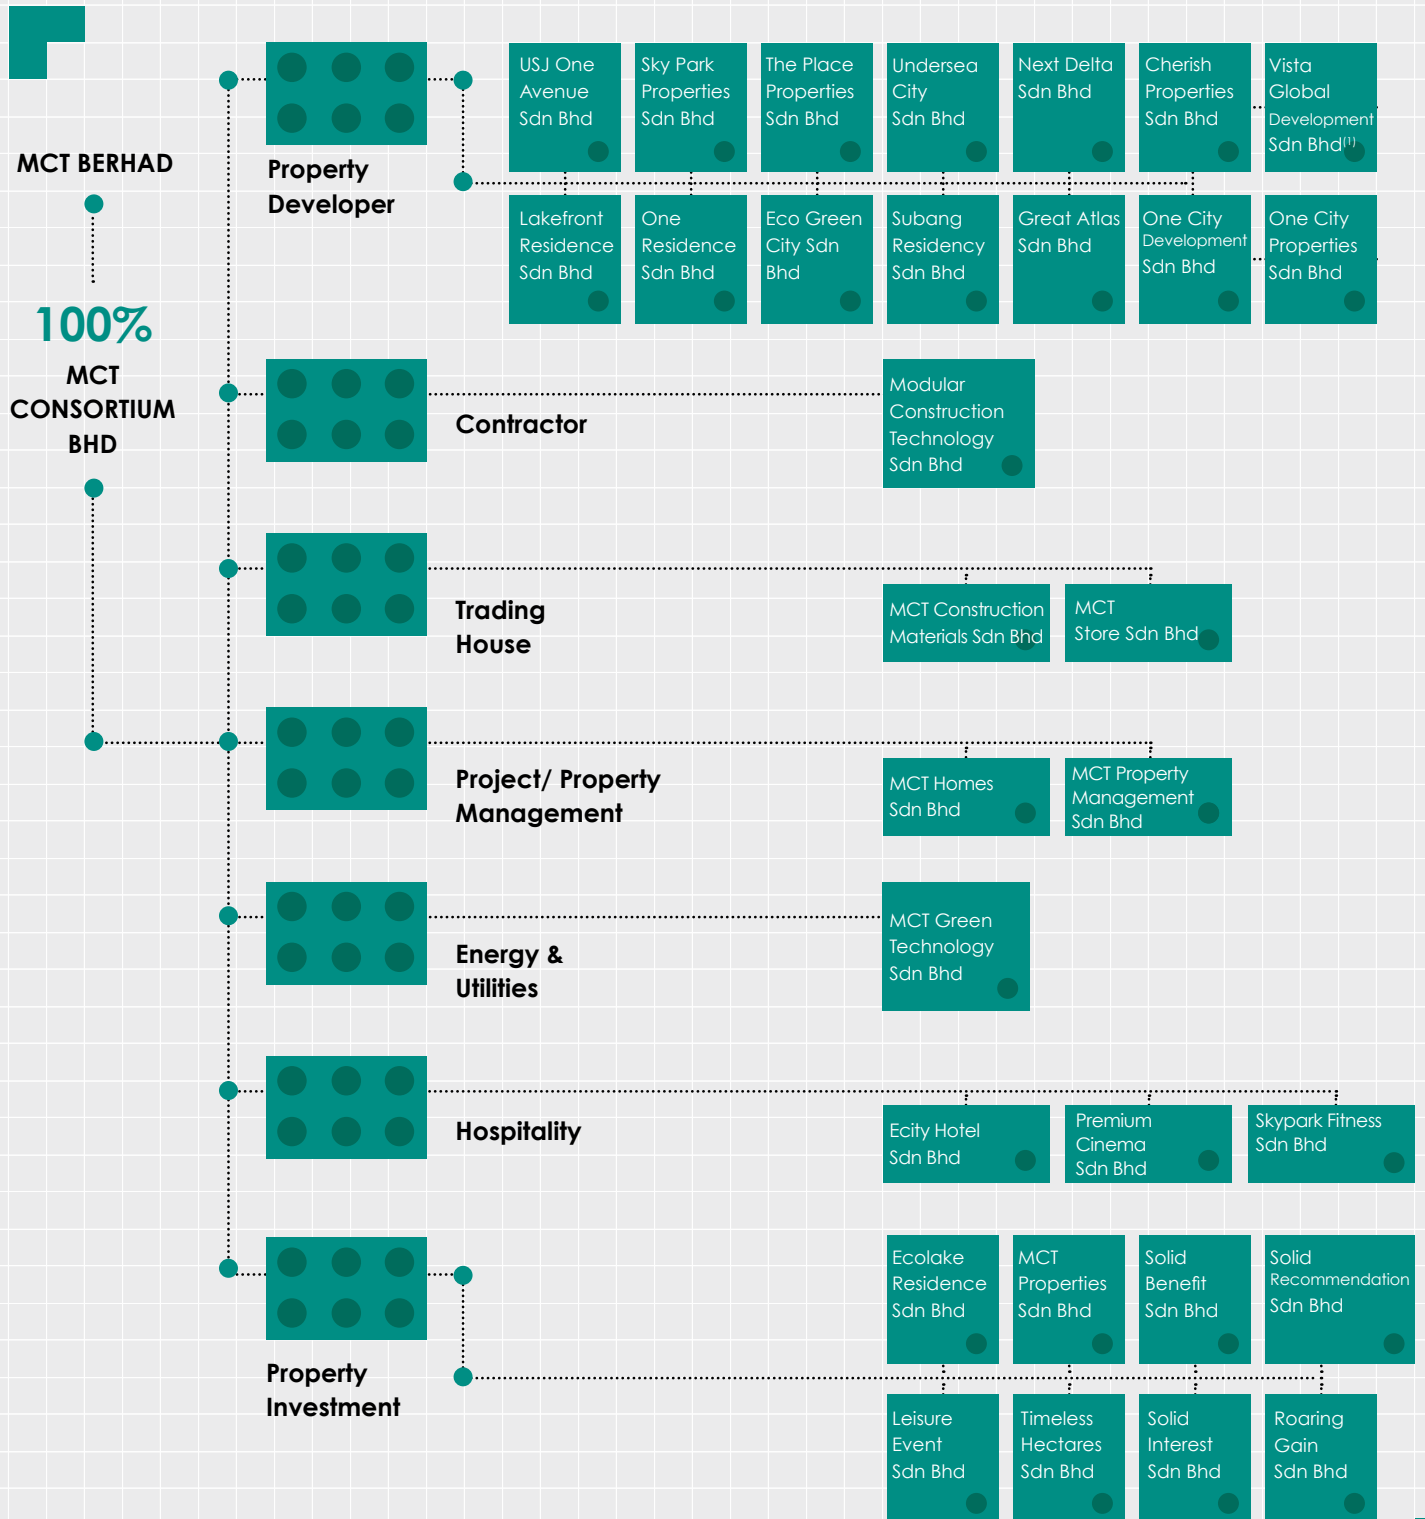 MCT BERHAD
100%
MCT
CONSORTIUM
BHD
Property
Developer
USJ One
Avenue
Sdn Bhd
Sky Park
Properties
Sdn Bhd
The Place
Properties
Sdn Bhd
Undersea
City
Sdn Bhd
Next Delta
Sdn Bhd
Cherish
Properties
Sdn Bhd
Vista
Global
Development
Sdn Bhd(1)
Lakefront
Residence
Sdn Bhd
One
Residence
Sdn Bhd
Eco Green
City Sdn
Bhd
Subang
Residency
Sdn Bhd
Great Atlas
Sdn Bhd
One City
Development
Sdn Bhd
One City
Properties
Sdn Bhd
Contractor
Modular
Construction
Technology
Sdn Bhd
Trading
House
MCT Construction
Materials Sdn Bhd
MCT
Store Sdn Bhd
Project/ Property
Management
MCT Homes
Sdn Bhd
MCT Property
Management
Sdn Bhd
Energy &
Utilities
MCT Green
Technology
Sdn Bhd
Hospitality
Ecity Hotel
Sdn Bhd
Premium
Cinema
Sdn Bhd
Skypark Fitness
Sdn Bhd
Property
Investment
Ecolake
Residence
Sdn Bhd
MCT
Properties
Sdn Bhd
Solid
Benefit
Sdn Bhd
Solid
Recommendation
Sdn Bhd
Leisure
Event
Sdn Bhd
Timeless
Hectares
Sdn Bhd
Solid
Interest
Sdn Bhd
Roaring
Gain
Sdn Bhd